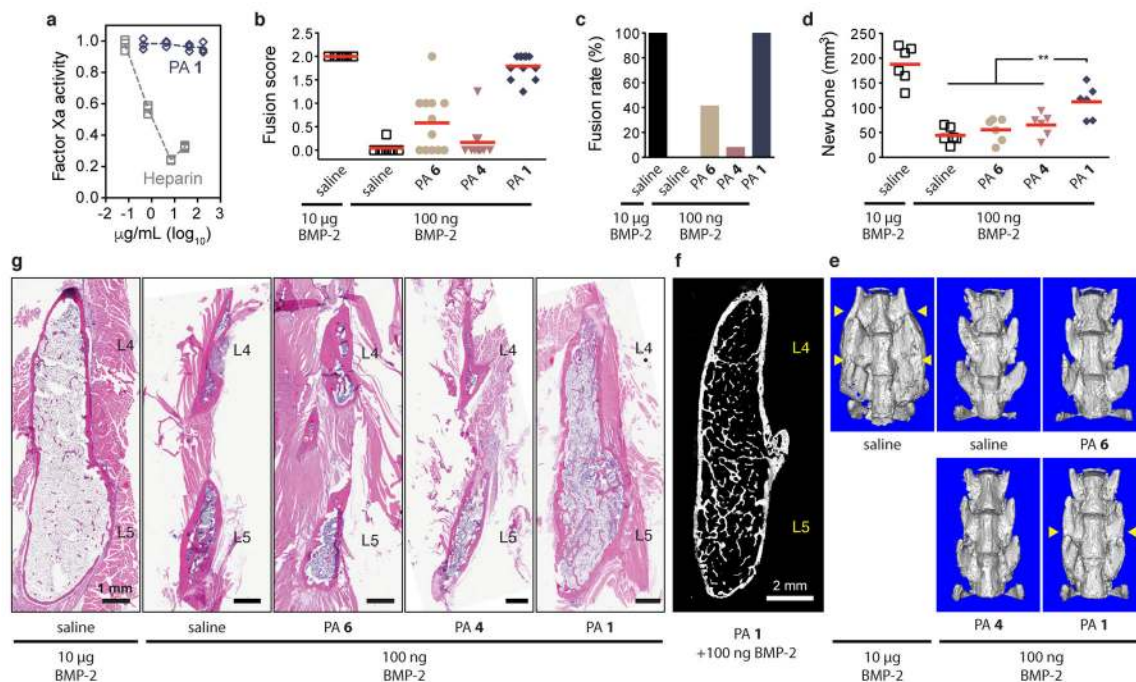 a
Factor Xa activity
1.0
0.8
0.6
0.4
0.2
0.0
PA 1
Heparin
-2 -1 0 1 2 3
µg/mL (log10)
b
Fusion score
2.0
1.5
1.0
0.5
0.0
saline saline PA 6 PA 4 PA 1
10 µg
BMP-2
100 ng
BMP-2
c
Fusion rate (%)
100
80
60
40
20
0
saline saline PA 6 PA 4 PA 1
10 µg
BMP-2
100 ng
BMP-2
d
New bone (mm³)
250
200
150
100
50
0
**
saline saline PA 6 PA 4 PA 1
10 µg
BMP-2
100 ng
BMP-2
g
L4
L5
1 mm
saline
L4
L5
saline
L4
L5
PA 6
L4
L5
PA 4
L4
L5
PA 1
10 µg
BMP-2
100 ng
BMP-2
f
L4
L5
2 mm
PA 1
+100 ng BMP-2
e
saline
saline
PA 6
PA 4
PA 1
10 µg
BMP-2
100 ng
BMP-2